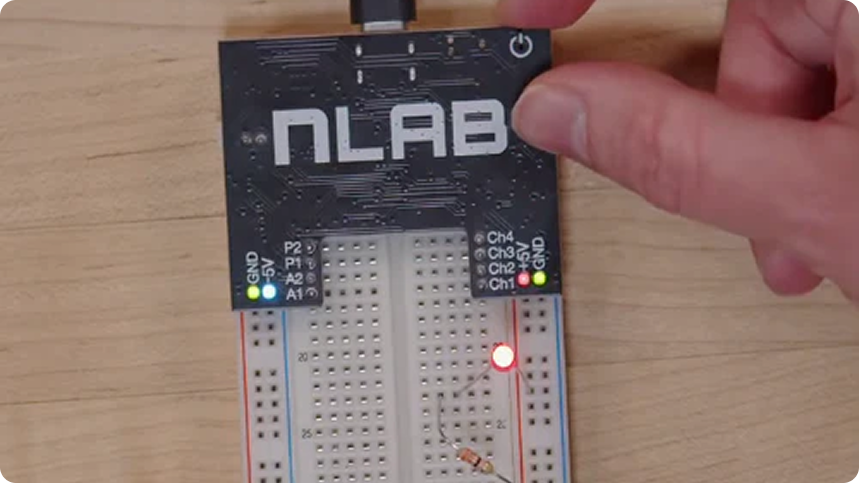 nLAB
GND
-5V
P2
P1
A2
A1
Ch4
Ch3
Ch2
Ch1
+5V
GND
20
25